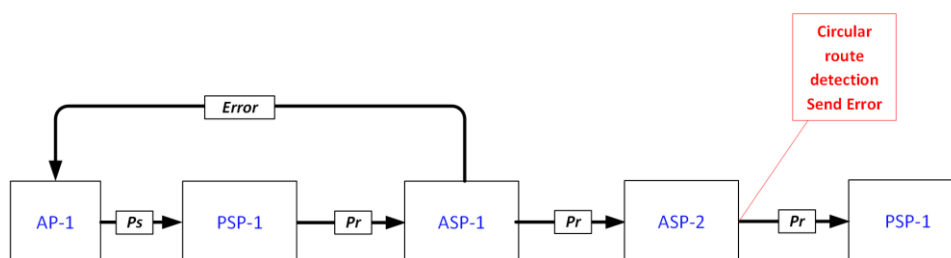 Circular
route
detection
Send Error
Error
AP-1
Ps
PSP-1
Pr
ASP-1
Pr
ASP-2
Pr
PSP-1